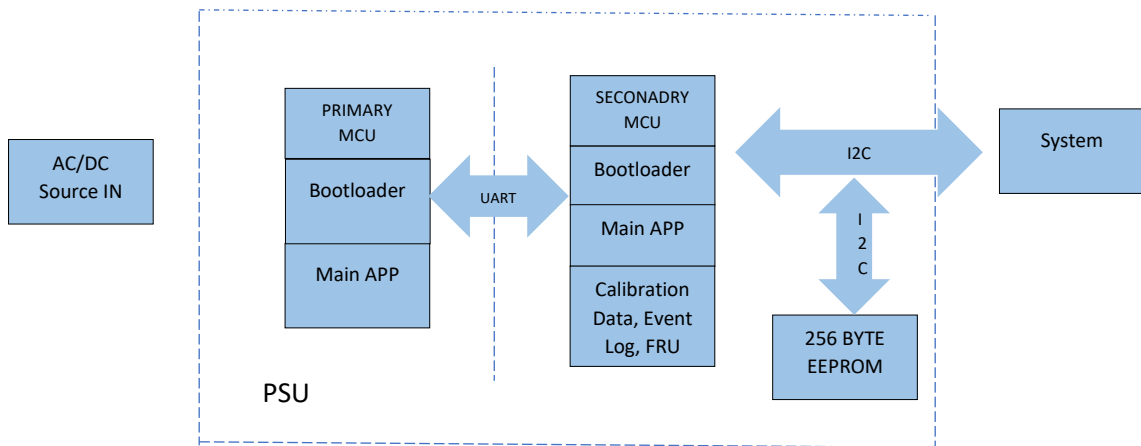 AC/DC
Source IN
PRIMARY
MCU
Bootloader
Main APP
UART
SECONADRY
MCU
Bootloader
Main APP
Calibration
Data, Event
Log, FRU
I2C
I
2
C
256 BYTE
EEPROM
System
PSU